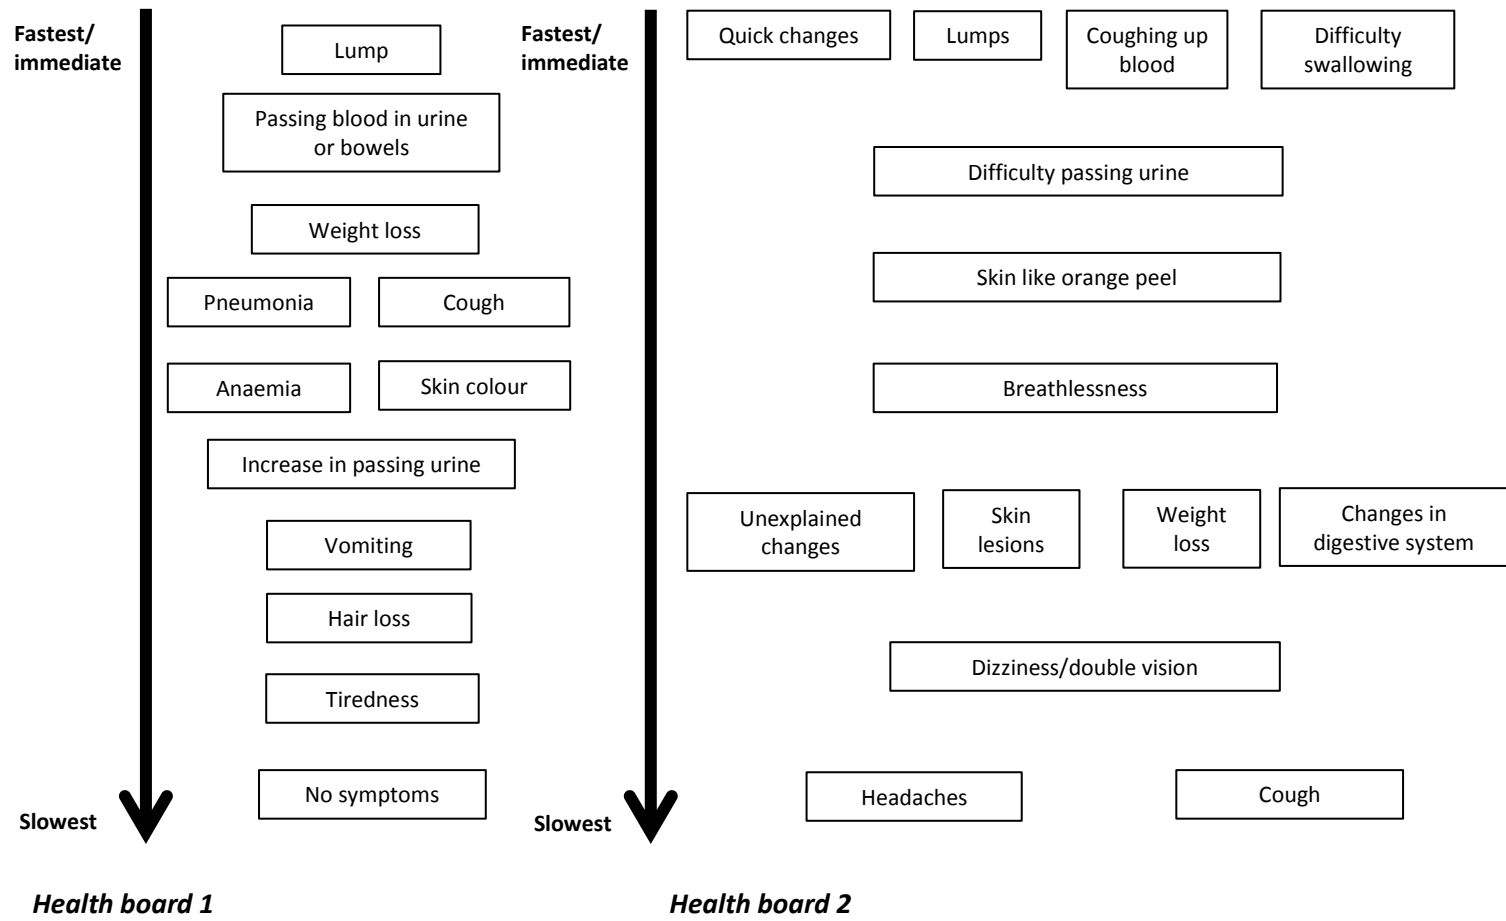 Fastest/
immediate
Lump
Passing blood in urine
or bowels
Weight loss
Pneumonia
Cough
Anaemia
Skin colour
Increase in passing urine
Vomiting
Hair loss
Tiredness
No symptoms
Slowest
Health board 1
Fastest/
immediate
Quick changes
Lumps
Coughing up
blood
Difficulty
swallowing
Difficulty passing urine
Skin like orange peel
Breathlessness
Unexplained
changes
Skin
lesions
Weight
loss
Changes in
digestive system
Dizziness/double vision
Headaches
Cough
Slowest
Health board 2